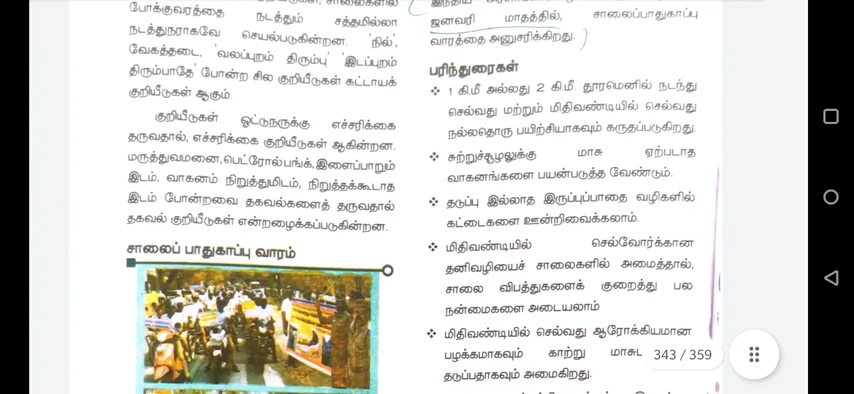 போக்குவரத்தை நடத்தும் சத்தமில்லா
நடத்துநராகவே செயல்படுகின்றன. 'நில்',
வேகத்தடை, 'வலப்புறம் திரும்பு' 'இடப்புறம்
திரும்பாதே' போன்ற சில குறியீடுகள் கட்டாயக்
குறியீடுகள் ஆகும்.
குறியீடுகள் ஓட்டுநருக்கு எச்சரிக்கை
தருவதால், எச்சரிக்கை குறியீடுகள் ஆகின்றன.
மருத்துவமனை, பெட்ரோல் பங்க், இளைப்பாறும்
இடம், வாகனம் நிறுத்துமிடம், நிறுத்தக்கூடாத
இடம் போன்றவை தகவல்களைத் தருவதால்
தகவல் குறியீடுகள் என்றழைக்கப்படுகின்றன.
சாலைப் பாதுகாப்பு வாரம்
ஜனவரி மாதத்தில், சாலைப்பாதுகாப்பு
வாரத்தை அனுசரிக்கிறது.
பரிந்துரைகள்
❖ 1 கி.மீ அல்லது 2 கி.மீ. தூரமெனில் நடந்து
செல்வது மற்றும் மிதிவண்டியில் செல்வது
நல்லதொரு பயிற்சியாகவும் கருதப்படுகிறது.
❖ சுற்றுச்சூழலுக்கு மாசு ஏற்படாத
வாகனங்களை பயன்படுத்த வேண்டும்.
❖ தடுப்பு இல்லாத இருப்புப்பாதை வழிகளில்
கட்டைகளை ஊன்றிவைக்கலாம்.
❖ மிதிவண்டியில் செல்வோர்க்கான
தனிவழியைச் சாலைகளில் அமைத்தால்,
சாலை விபத்துகளைக் குறைத்து பல
நன்மைகளை அடையலாம்
❖ மிதிவண்டியில் செல்வது ஆரோக்கியமான
பழக்கமாகவும் காற்று மாசுட
தடுப்பதாகவும் அமைகிறது.
343 / 359